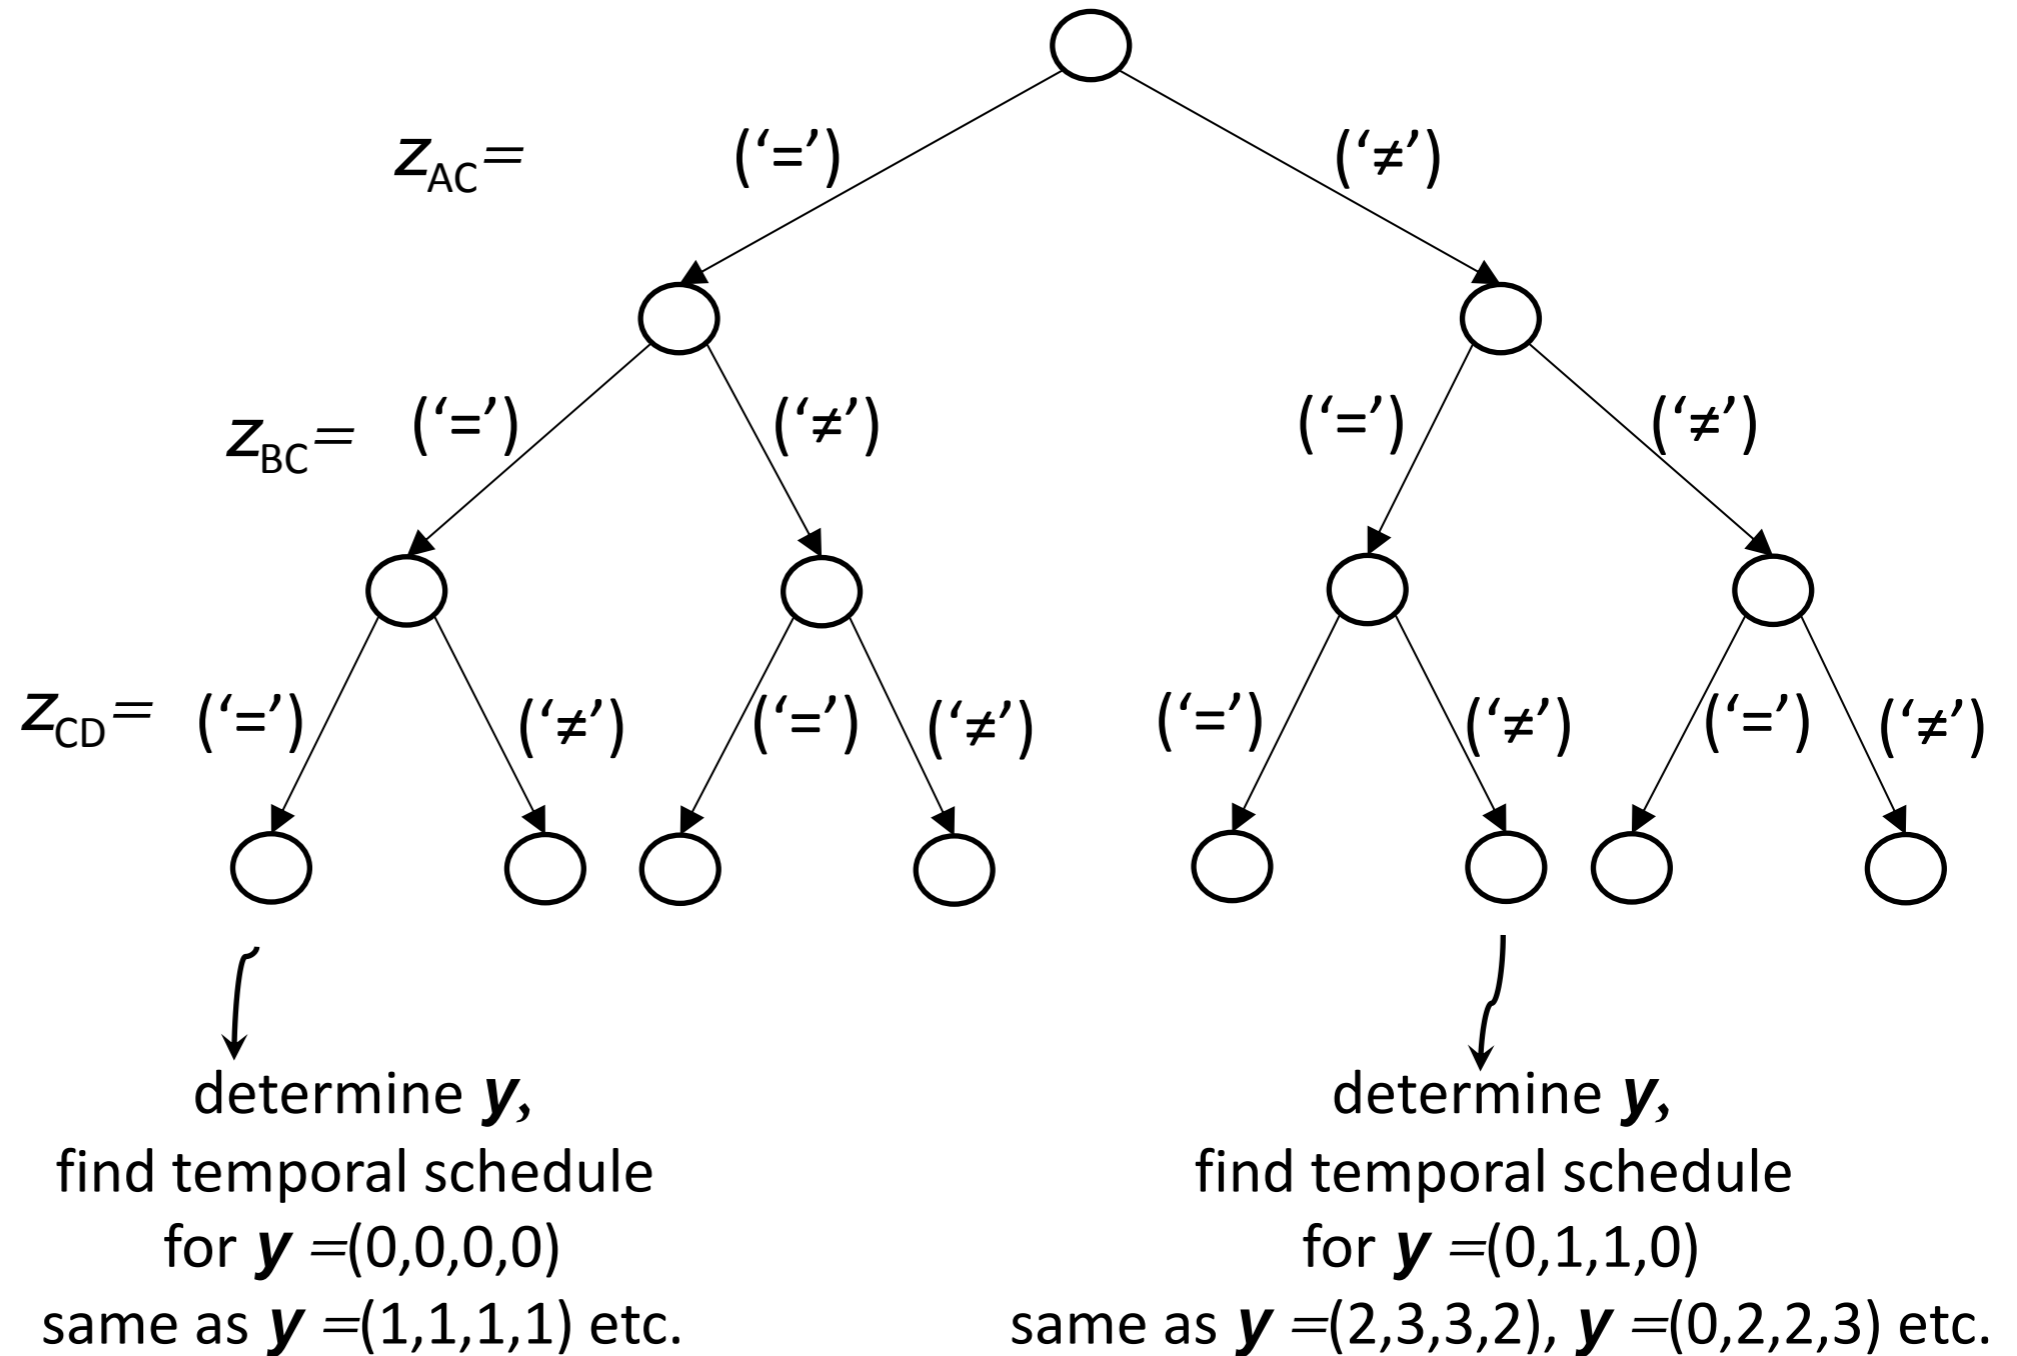 z_AC= (‘=’) (‘≠’)
z_BC= (‘=’) (‘≠’) (‘=’) (‘≠’)
z_CD= (‘=’) (‘≠’) (‘=’) (‘≠’) (‘=’) (‘≠’) (‘=’) (‘≠’)
determine y,
find temporal schedule
for y =(0,0,0,0)
same as y =(1,1,1,1) etc.
determine y,
find temporal schedule
for y =(0,1,1,0)
same as y =(2,3,3,2), y =(0,2,2,3) etc.